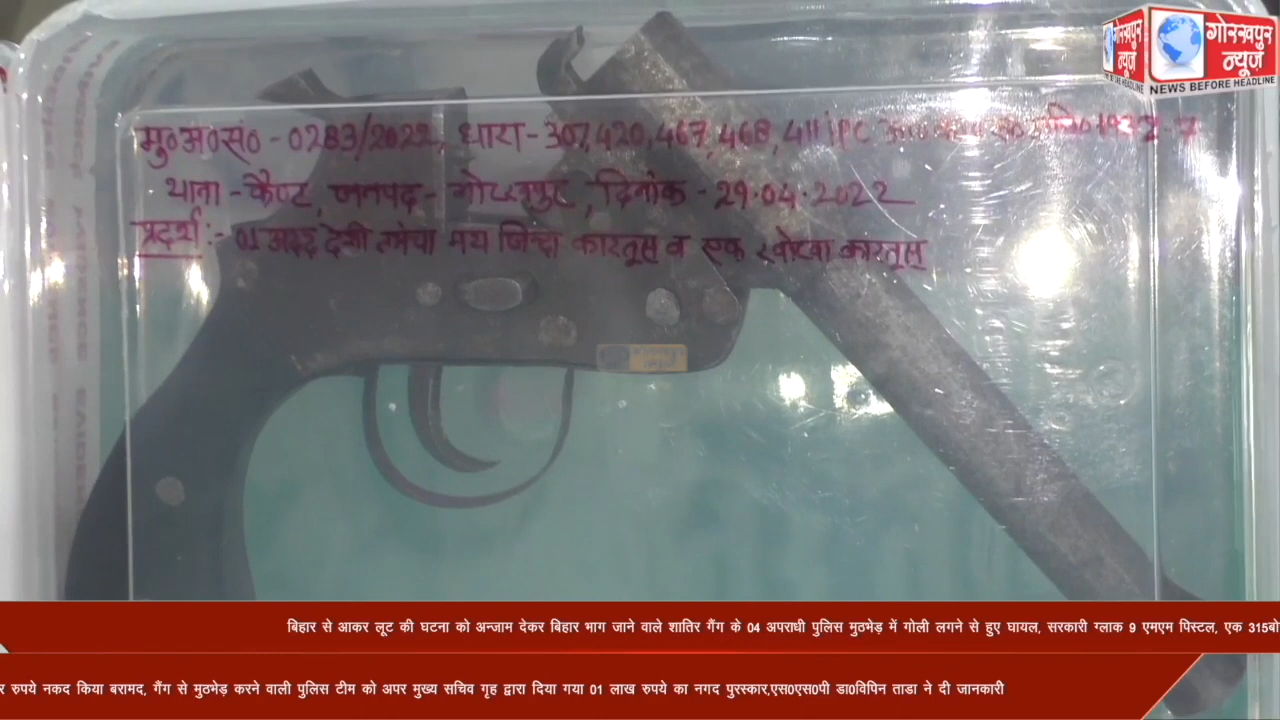 गोरखपुर
न्यूज
NEWS BEFORE HEADLINE
मु०अ०सं० - 0283/2022, धारा - 307,420,467,468,411 IPC
थाना - कैण्ट, जनपद - गोरखपुर, दिनांक - 29.04.2022
प्रदर्श :- 01 अदद देशी तमंचा मय जिन्दा कारतूस व एक खोखा कारतूस
बिहार से आकर लूट की घटना को अन्जाम देकर बिहार भाग जाने वाले शातिर गैंग के 04 अपराधी पुलिस मुठभेड़ में गोली लगने से हुए घायल, सरकारी ग्लाक 9 एमएम पिस्टल, एक 315बो
र रुपये नकद किया बरामद, गैंग से मुठभेड़ करने वाली पुलिस टीम को अपर मुख्य सचिव गृह द्वारा दिया गया 01 लाख रुपये का नगद पुरस्कार,एस0एस0पी डा0विपिन ताडा ने दी जानकारी